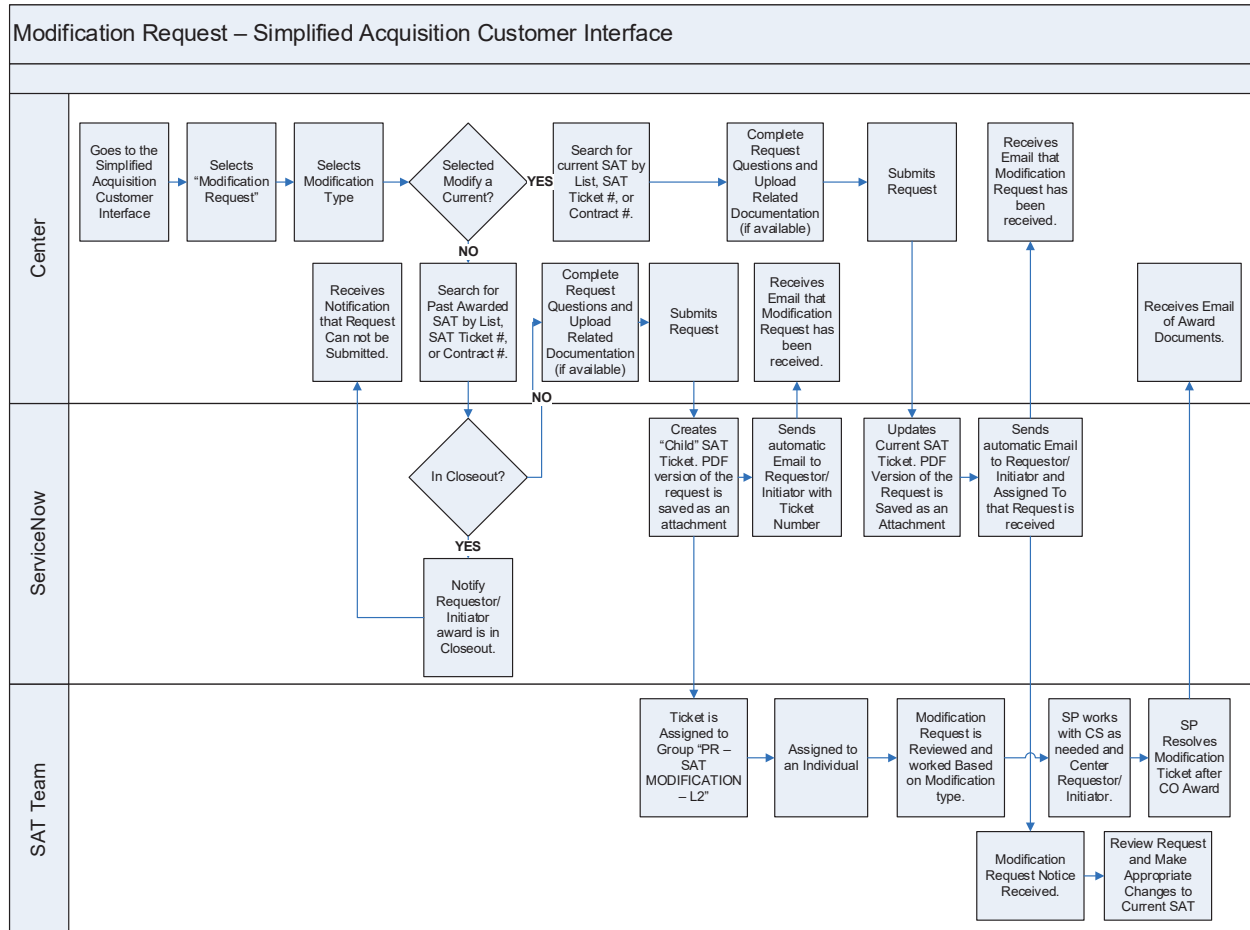 Modification Request – Simplified Acquisition Customer Interface
Center
Goes to the
Simplified
Acquisition
Customer
Interface
Selects
“Modification
Request”
Selects
Modification
Type
Selected
Modify a
Current?
YES
Search for
current SAT by
List, SAT
Ticket #, or
Contract #.
Complete
Request
Questions and
Upload
Related
Documentation
(if available)
Submits
Request
Receives
Email that
Modification
Request has
been
received.
NO
Receives
Notification
that Request
Can not be
Submitted.
Search for
Past Awarded
SAT by List,
SAT Ticket #,
or Contract #.
Complete
Request
Questions and
Upload
Related
Documentation
(if available)
Submits
Request
Receives
Email that
Modification
Request has
been
received.
Receives Email
of Award
Documents.
ServiceNow
In Closeout?
NO
YES
Creates
“Child” SAT
Ticket. PDF
version of the
request is
saved as an
attachment
Sends
automatic
Email to
Requestor/
Initiator with
Ticket
Number
Updates
Current SAT
Ticket. PDF
Version of the
Request is
Saved as an
Attachment
Sends
automatic Email
to Requestor/
Initiator and
Assigned To
that Request is
received
Notify
Requestor/
Initiator
award is in
Closeout.
SAT Team
Ticket is
Assigned to
Group “PR –
SAT
MODIFICATION
– L2”
Assigned to
an Individual
Modification
Request is
Reviewed and
worked Based
on Modification
type.
SP works
with CS as
needed and
Center
Requestor/
Initiator.
SP
Resolves
Modification
Ticket after
CO Award
Modification
Request Notice
Received.
Review Request
and Make
Appropriate
Changes to
Current SAT